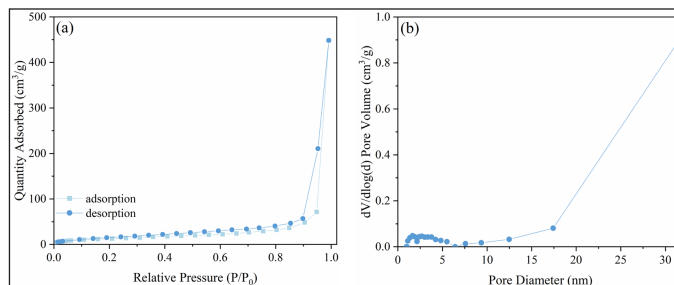 (a)
500
400
300
200
100
0
Quantity Adsorbed (cm³/g)
adsorption
desorption
0.0 0.2 0.4 0.6 0.8 1.0
Relative Pressure (P/P₀)
(b)
1.0
0.8
0.6
0.4
0.2
0.0
dV/dlog(d) Pore Volume (cm³/g)
0 5 10 15 20 25 30
Pore Diameter (nm)